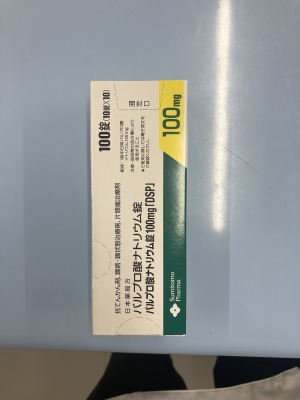 抗てんかん剤、躁病・躁状態治療剤、片頭痛治療剤
日本薬局方
バルプロ酸ナトリウム錠
バルプロ酸ナトリウム錠100mg「DSP」
100錠(10錠×10)
開封口
100mg
Sumitomo
Pharma